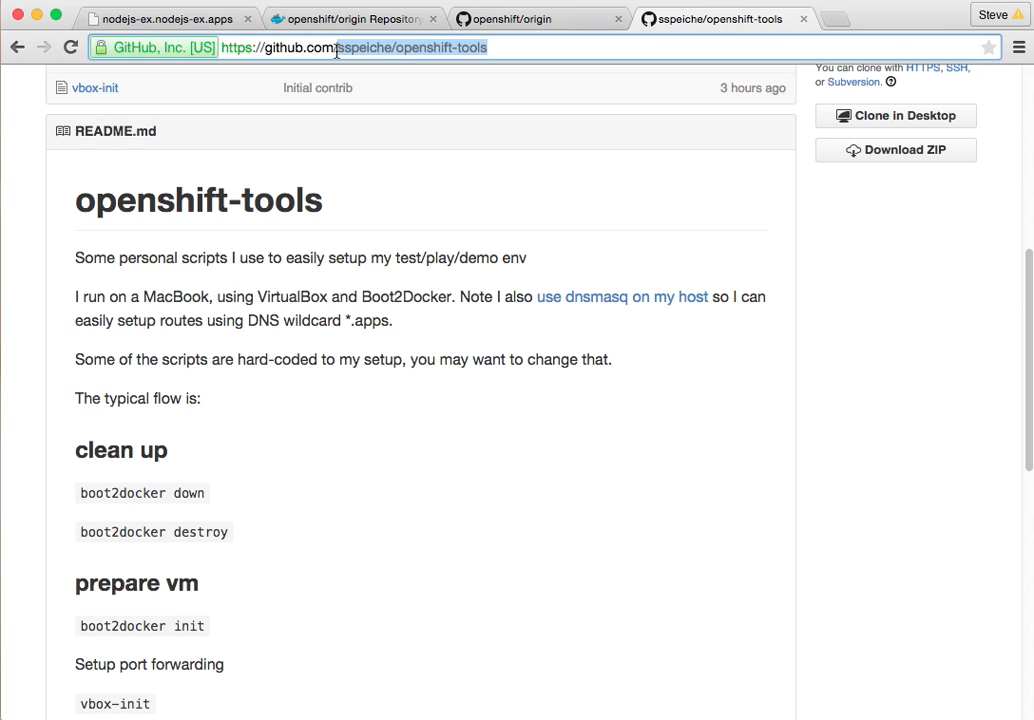 nodejs-ex.nodejs-ex.apps
openshift/origin Repository
openshift/origin
sspeiche/openshift-tools
Steve
GitHub, Inc. [US] https://github.com/sspeiche/openshift-tools
vbox-init Initial contrib 3 hours ago
You can clone with HTTPS, SSH,
or Subversion.
Clone in Desktop
Download ZIP
README.md
openshift-tools
Some personal scripts I use to easily setup my test/play/demo env
I run on a MacBook, using VirtualBox and Boot2Docker. Note I also use dnsmasq on my host so I can
easily setup routes using DNS wildcard *.apps.
Some of the scripts are hard-coded to my setup, you may want to change that.
The typical flow is:
clean up
boot2docker down
boot2docker destroy
prepare vm
boot2docker init
Setup port forwarding
vbox-init